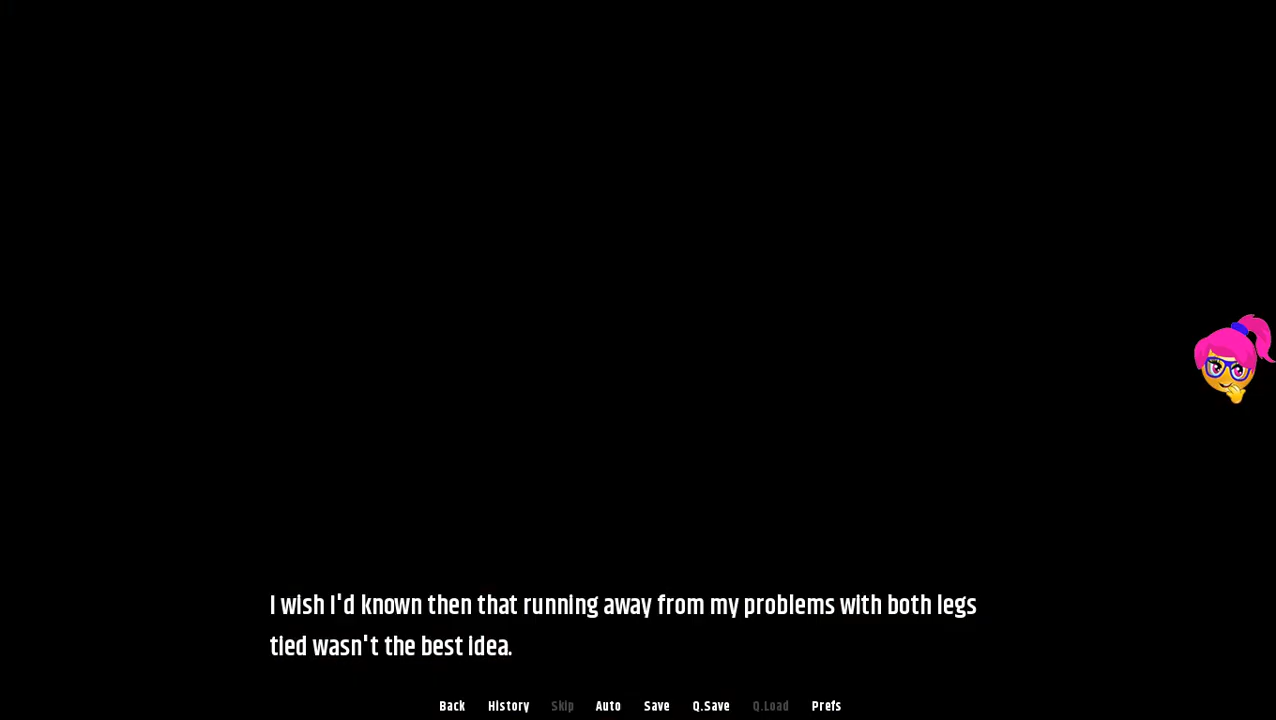 I wish I'd known then that running away from my problems with both legs
tied wasn't the best idea.
Back History Skip Auto Save Q.Save Q.Load Prefs